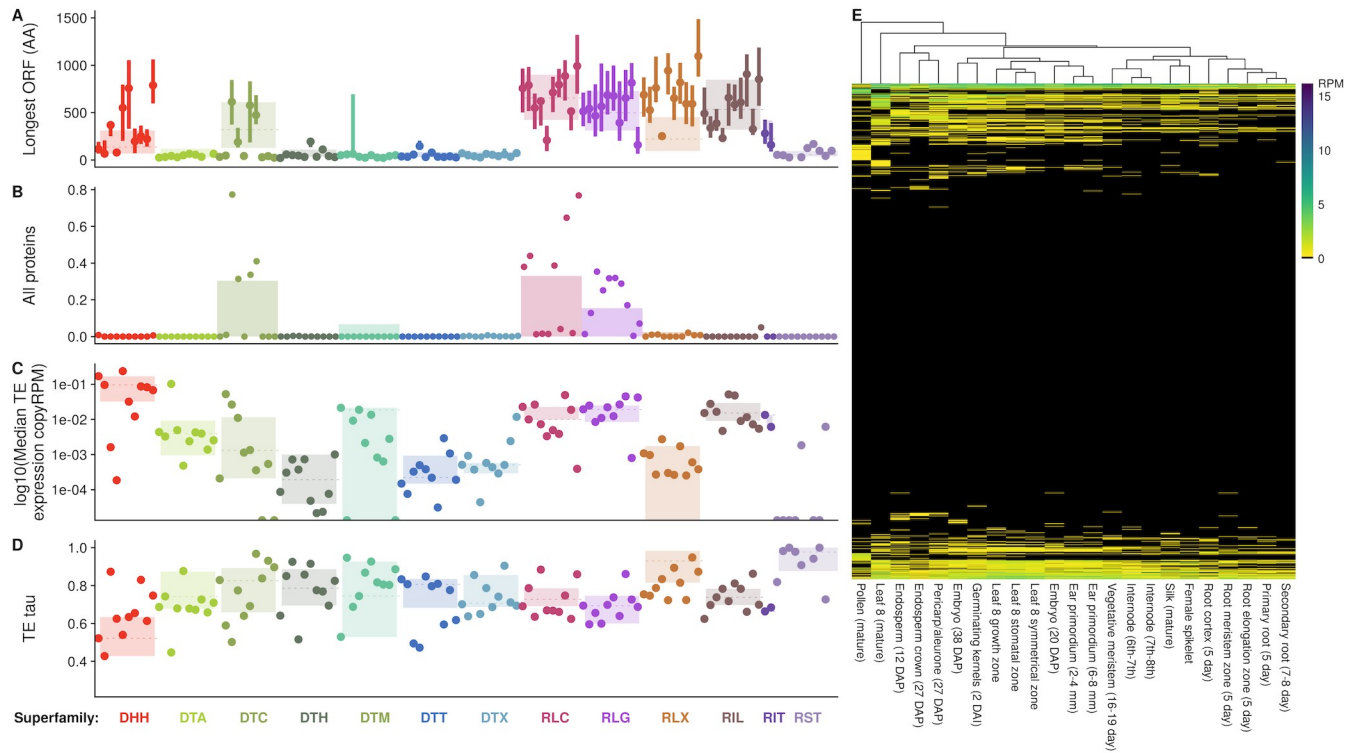 A
Longest ORF (AA)
1500
1000
500
0
B
All proteins
0.8
0.6
0.4
0.2
0.0
C
log10(Median TE
expression copyRPM)
1e-01
1e-02
1e-03
1e-04
D
TE tau
1.0
0.8
0.6
0.4
Superfamily: DHH DTA DTC DTH DTM DTT DTX RLC RLG RLX RIL RIT RST
E
RPM
15
10
5
0
Pollen (mature)
Leaf 8 (mature)
Endosperm (12 DAP)
Endosperm crown (27 DAP)
Pericarp/aleurone (27 DAP)
Embryo (38 DAP)
Germinating kernels (2 DAI)
Leaf 8 growth zone
Leaf 8 stomatal zone
Leaf 8 symmetrical zone
Embryo (20 DAP)
Ear primordium (2-4 mm)
Ear primordium (6-8 mm)
Vegetative meristem (16-19 day)
Internode (6th-7th)
Internode (7th-8th)
Silk (mature)
Female spikelet
Root cortex (5 day)
Root meristem zone (5 day)
Root elongation zone (5 day)
Primary root (5 day)
Secondary root (7-8 day)